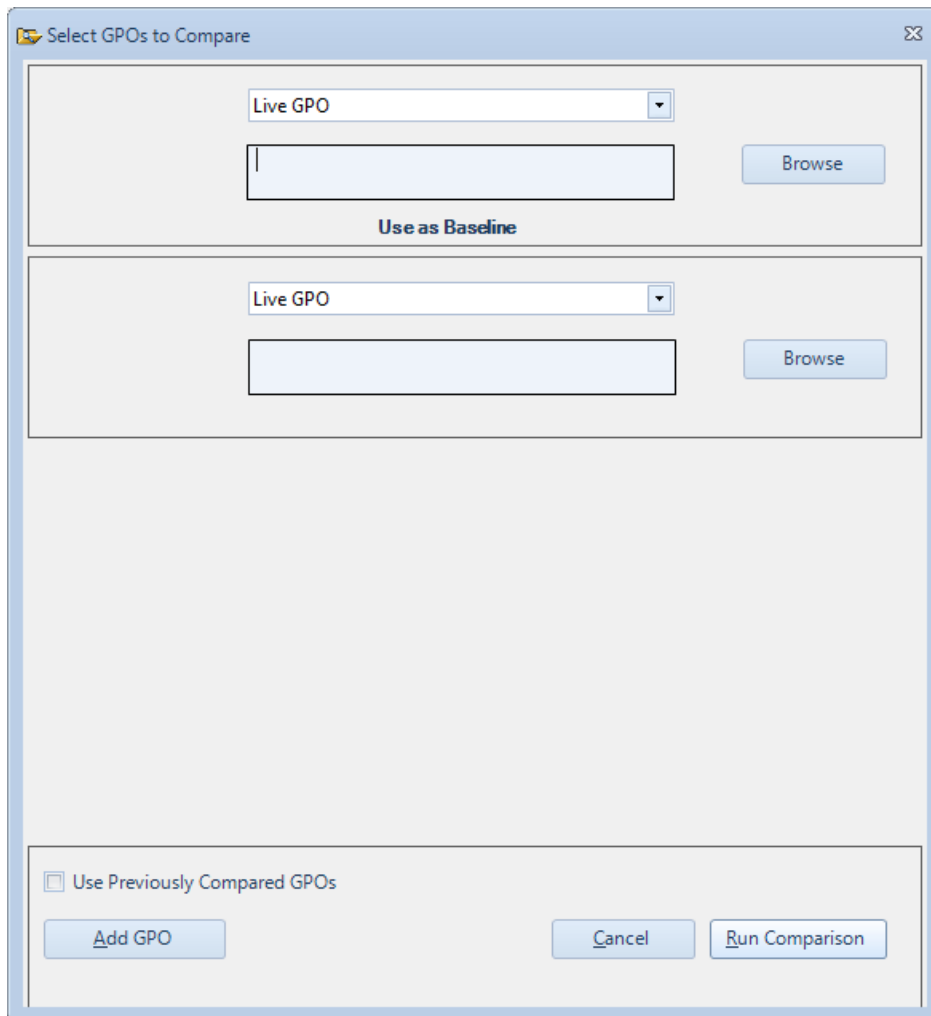 Select GPOs to Compare
Live GPO
Browse
Use as Baseline
Live GPO
Browse
Use Previously Compared GPOs
Add GPO
Cancel
Run Comparison